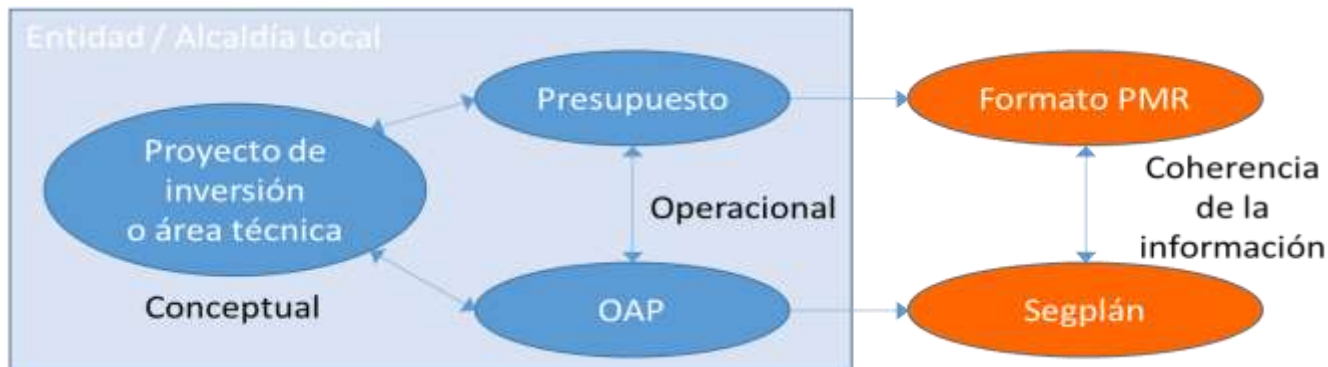 Entidad / Alcaldía Local
Presupuesto
Formato PMR
Proyecto de
inversión
o área técnica
Coherencia
de la
información
Operacional
Conceptual
OAP
Segplán